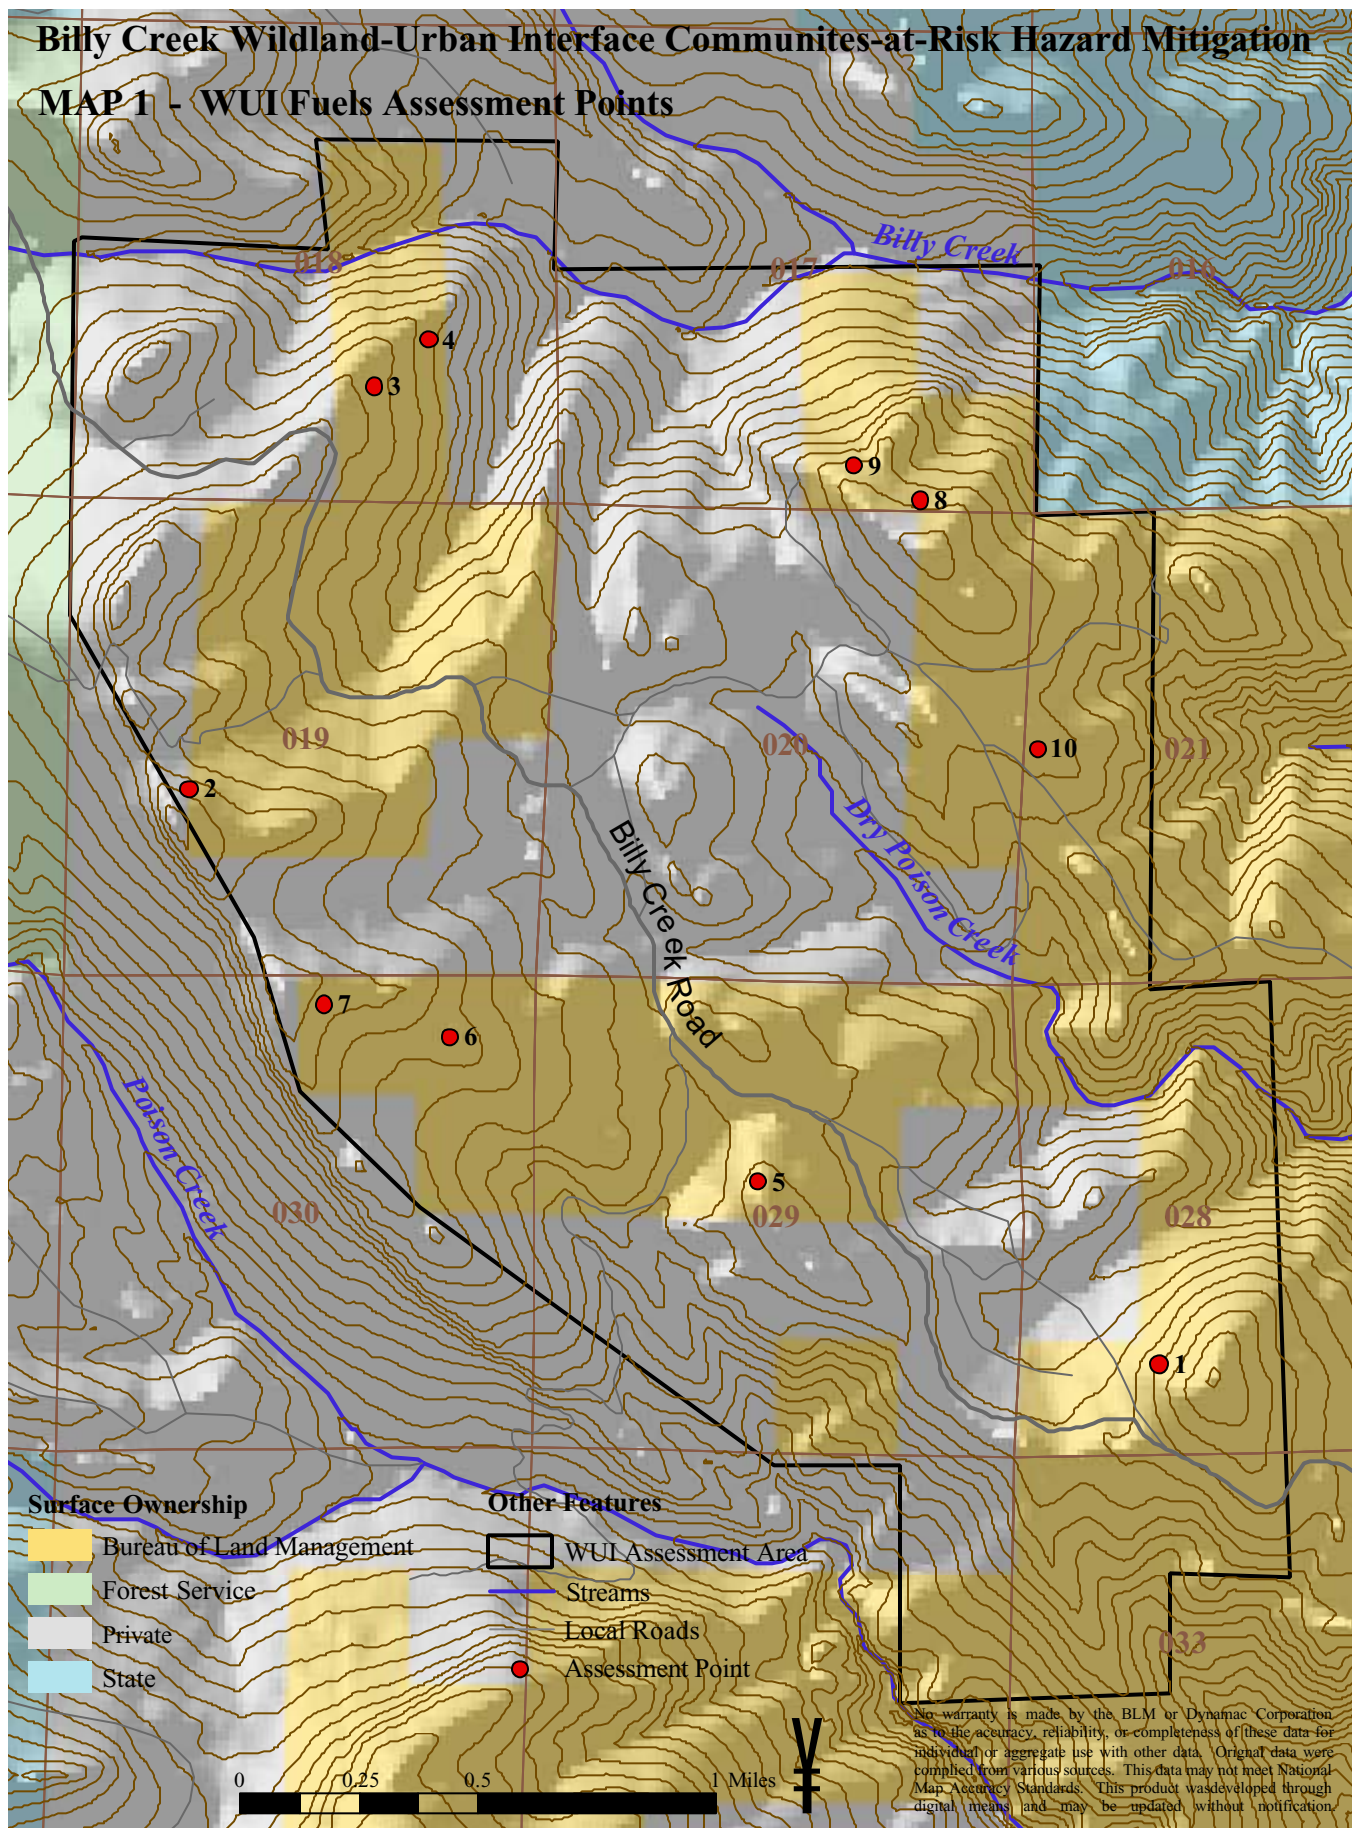 Billy Creek Wildland-Urban Interface Communites-at-Risk Hazard Mitigation
MAP 1 - WUI Fuels Assessment Points
Billy Creek
018
017
016
4
3
9
8
019
020
021
10
2
Dry Poison Creek
Billy Cre ek Road
7
6
Poison Creek
5
030
029
028
1
033
Surface Ownership
Bureau of Land Management
Forest Service
Private
State
Other Features
WUI Assessment Area
Streams
Local Roads
Assessment Point
0 0.25 0.5 1 Miles
No warranty is made by the BLM or Dynamac Corporation
as to the accuracy, reliability, or completeness of these data for
individual or aggregate use with other data. Orignal data were
complied from various sources. This data may not meet National
Map Accuracy Standards. This product wasdeveloped through
digital means and may be updated without notification.